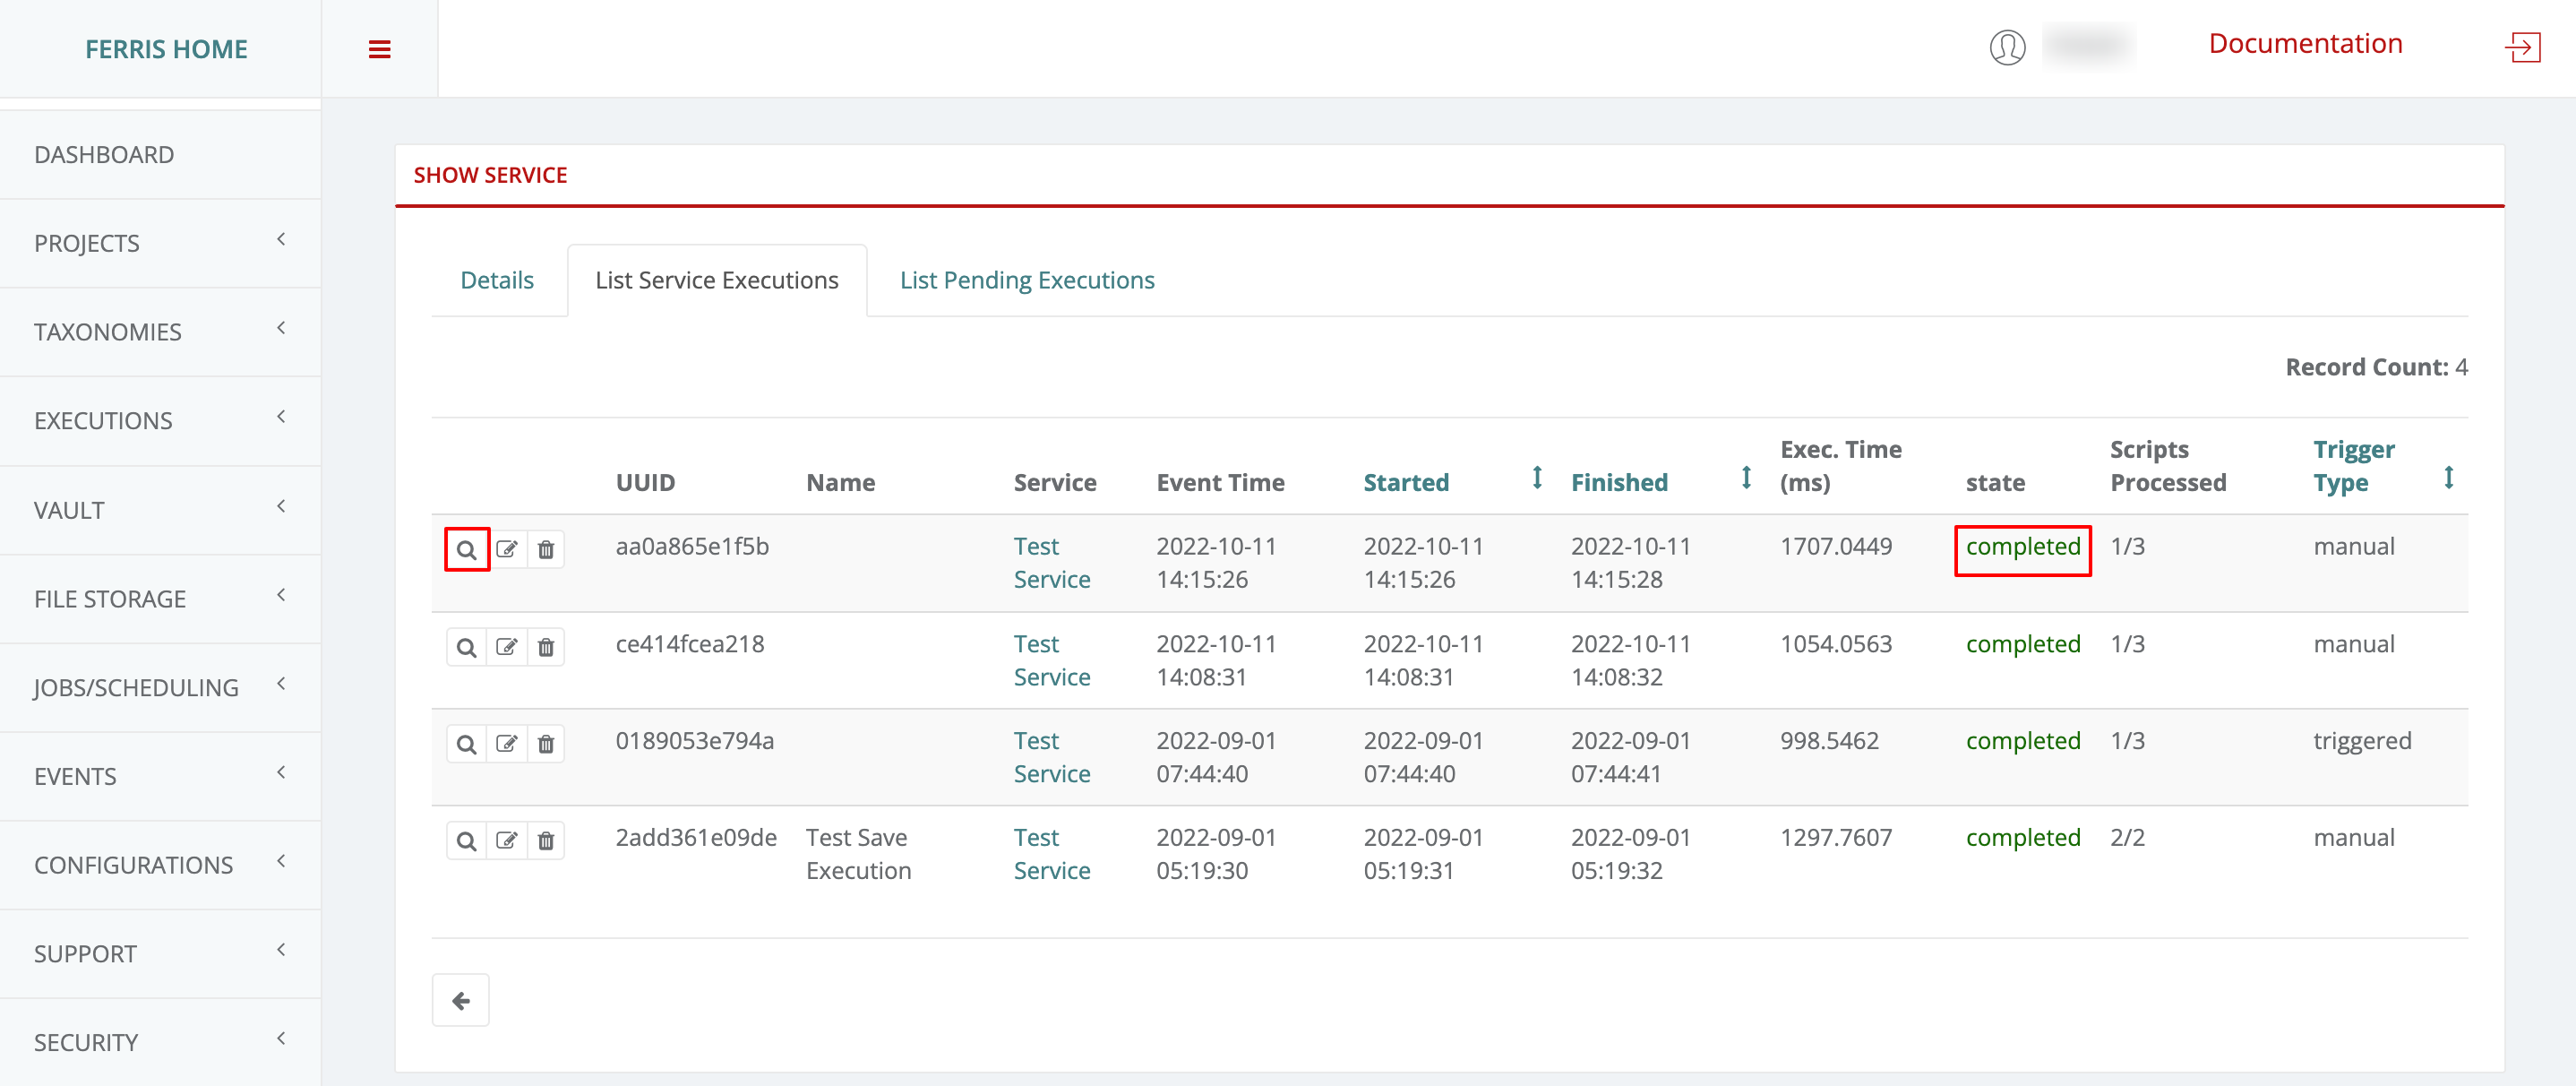 FERRIS HOME
Documentation
DASHBOARD
PROJECTS
TAXONOMIES
EXECUTIONS
VAULT
FILE STORAGE
JOBS/SCHEDULING
EVENTS
CONFIGURATIONS
SUPPORT
SECURITY
SHOW SERVICE
Details List Service Executions List Pending Executions
Record Count: 4
UUID Name Service Event Time Started Finished Exec. Time (ms) state Scripts Processed Trigger Type
aa0a865e1f5b Test Service 2022-10-11 14:15:26 2022-10-11 14:15:26 2022-10-11 14:15:28 1707.0449 completed 1/3 manual
ce414fcea218 Test Service 2022-10-11 14:08:31 2022-10-11 14:08:31 2022-10-11 14:08:32 1054.0563 completed 1/3 manual
0189053e794a Test Service 2022-09-01 07:44:40 2022-09-01 07:44:40 2022-09-01 07:44:41 998.5462 completed 1/3 triggered
2add361e09de Test Save Execution Test Service 2022-09-01 05:19:30 2022-09-01 05:19:31 2022-09-01 05:19:32 1297.7607 completed 2/2 manual